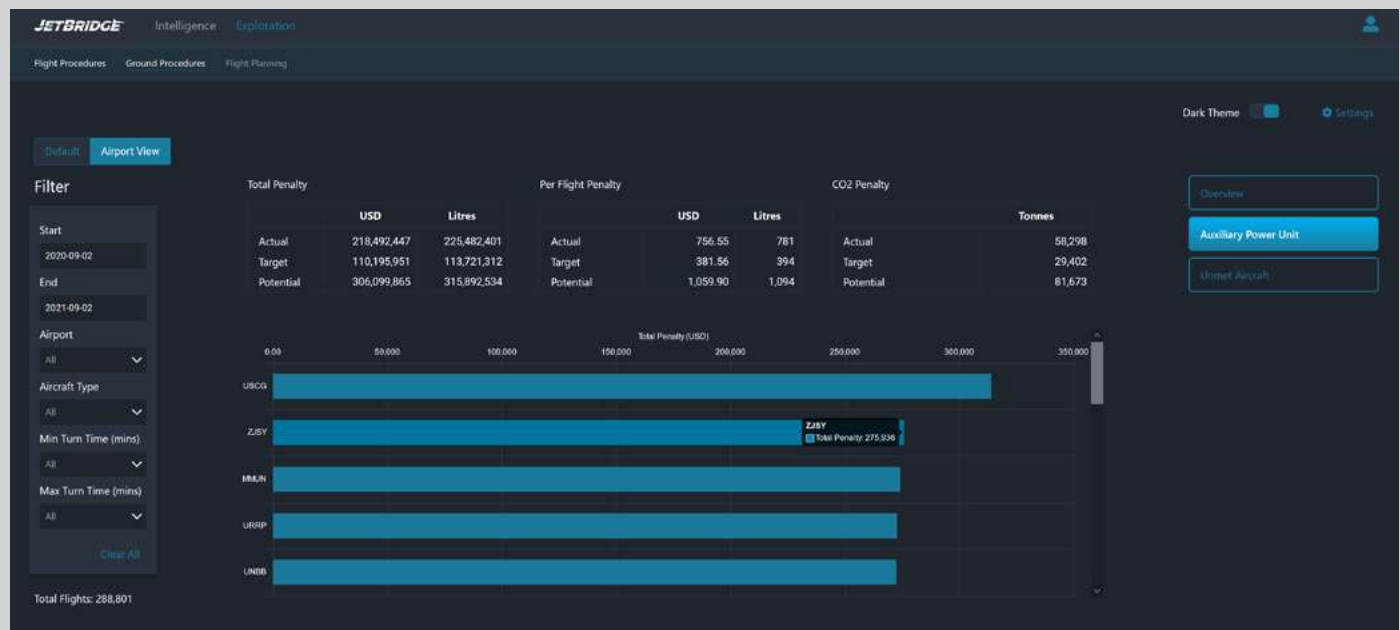 JETBRIDGE Intelligence Exploration
Flight Procedures Ground Procedures Flight Planning
Dark Theme Settings
Default Airport View
Filter
Start
2020-09-02
End
2021-09-02
Airport
All
Aircraft Type
All
Min Turn Time (mins)
All
Max Turn Time (mins)
All
Clear All
Total Flights: 288,801
Total Penalty
USD Litres
Actual 218,492,447 225,482,401
Target 110,195,951 113,721,312
Potential 306,099,865 315,892,534
Per Flight Penalty
USD Litres
Actual 756.55 781
Target 381.56 394
Potential 1,059.90 1,094
CO2 Penalty
Tonnes
Actual 58,298
Target 29,402
Potential 81,673
Overview
Auxiliary Power Unit
Unmet Aircraft
Total Penalty (USD)
0.00 50,000 100,000 150,000 200,000 250,000 300,000 350,000
USCG
ZJSY
ZJSY
Total Penalty: 275,936
MMUN
URRP
UNBB